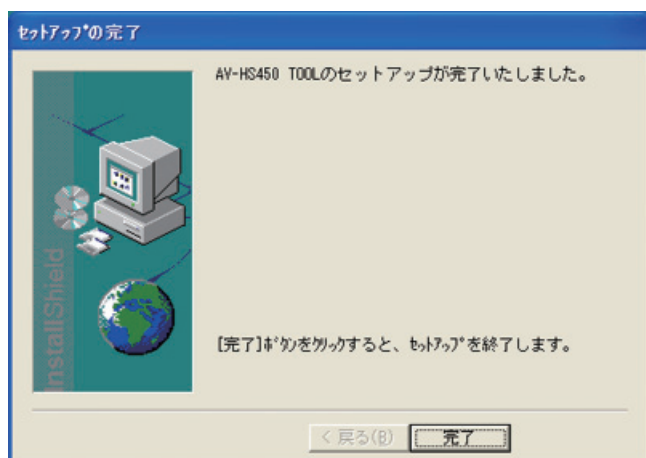 ｾｯﾄｱｯﾌﾟの完了
AV-HS450 TOOLのセットアップが完了いたしました。
InstallShield
[完了]ﾎﾞﾀﾝをｸﾘｯｸすると、ｾｯﾄｱｯﾌﾟを終了します。
< 戻る(B)
完了